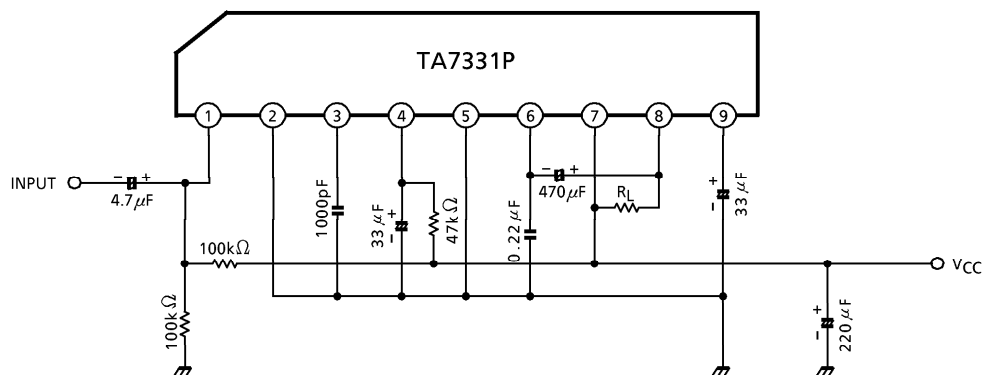 TA7331P
1 2 3 4 5 6 7 8 9
INPUT
- +
4.7μF
1000pF
33μF
+
-
47kΩ
0.22μF
- +
470μF
RL
+
-
33μF
100kΩ
100kΩ
VCC
+
-
220μF